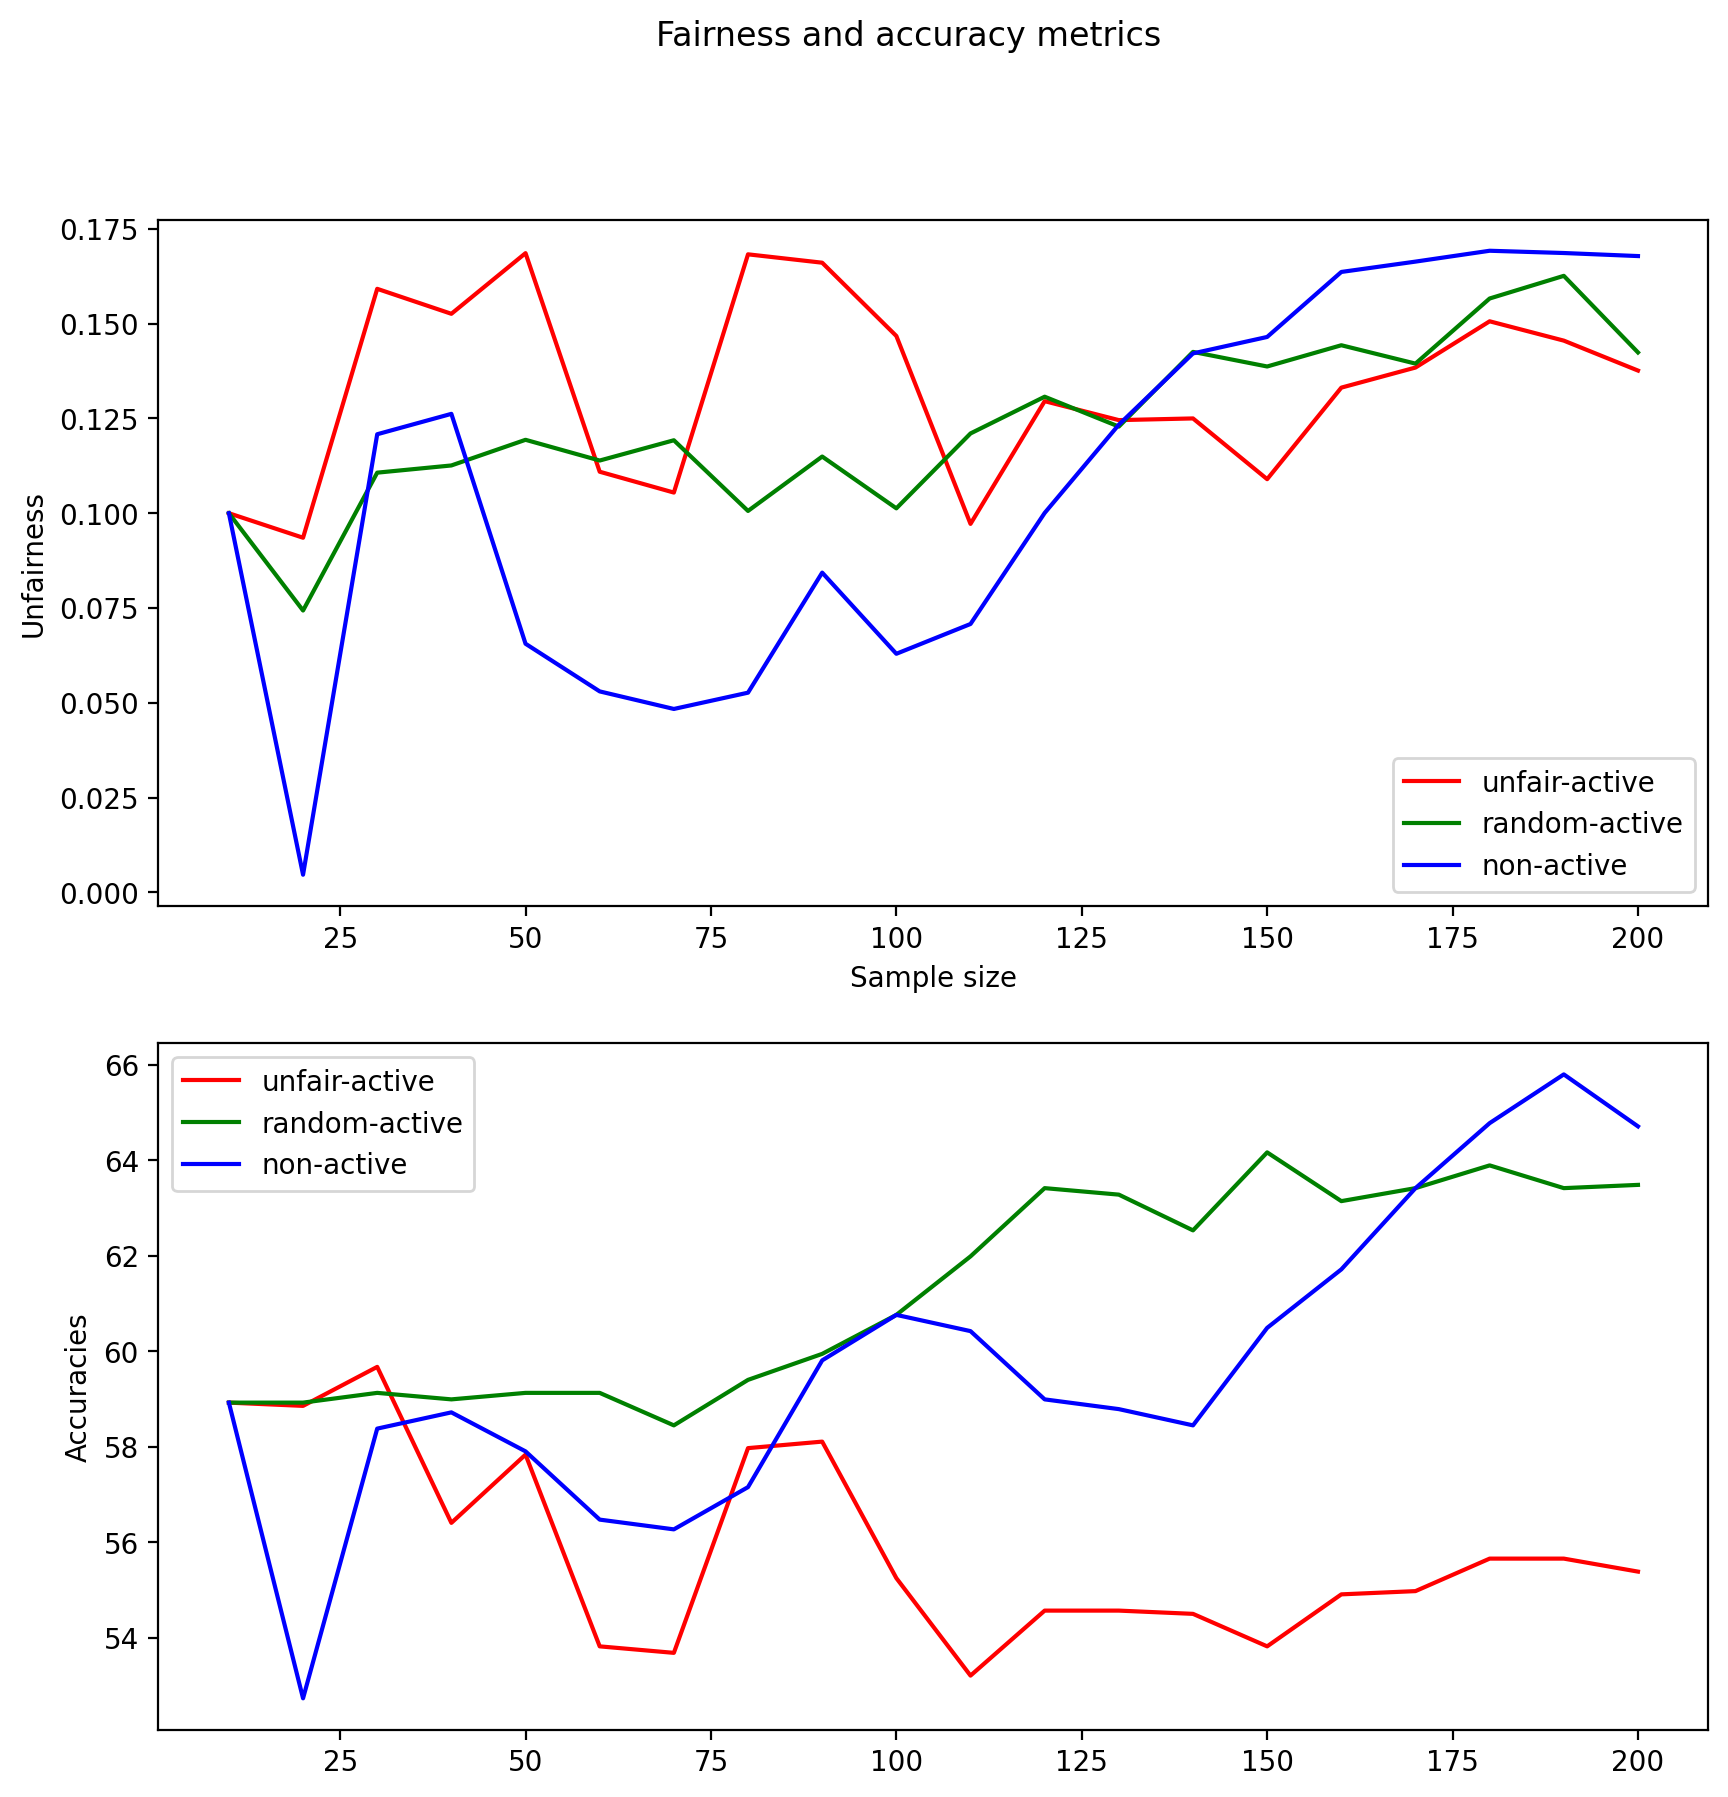 Fairness and accuracy metrics
0.175
0.150
0.125
0.100
0.075
0.050
0.025
0.000
Unfairness
unfair-active
random-active
non-active
25 50 75 100 125 150 175 200
Sample size
66
64
62
60
58
56
54
Accuracies
unfair-active
random-active
non-active
25 50 75 100 125 150 175 200